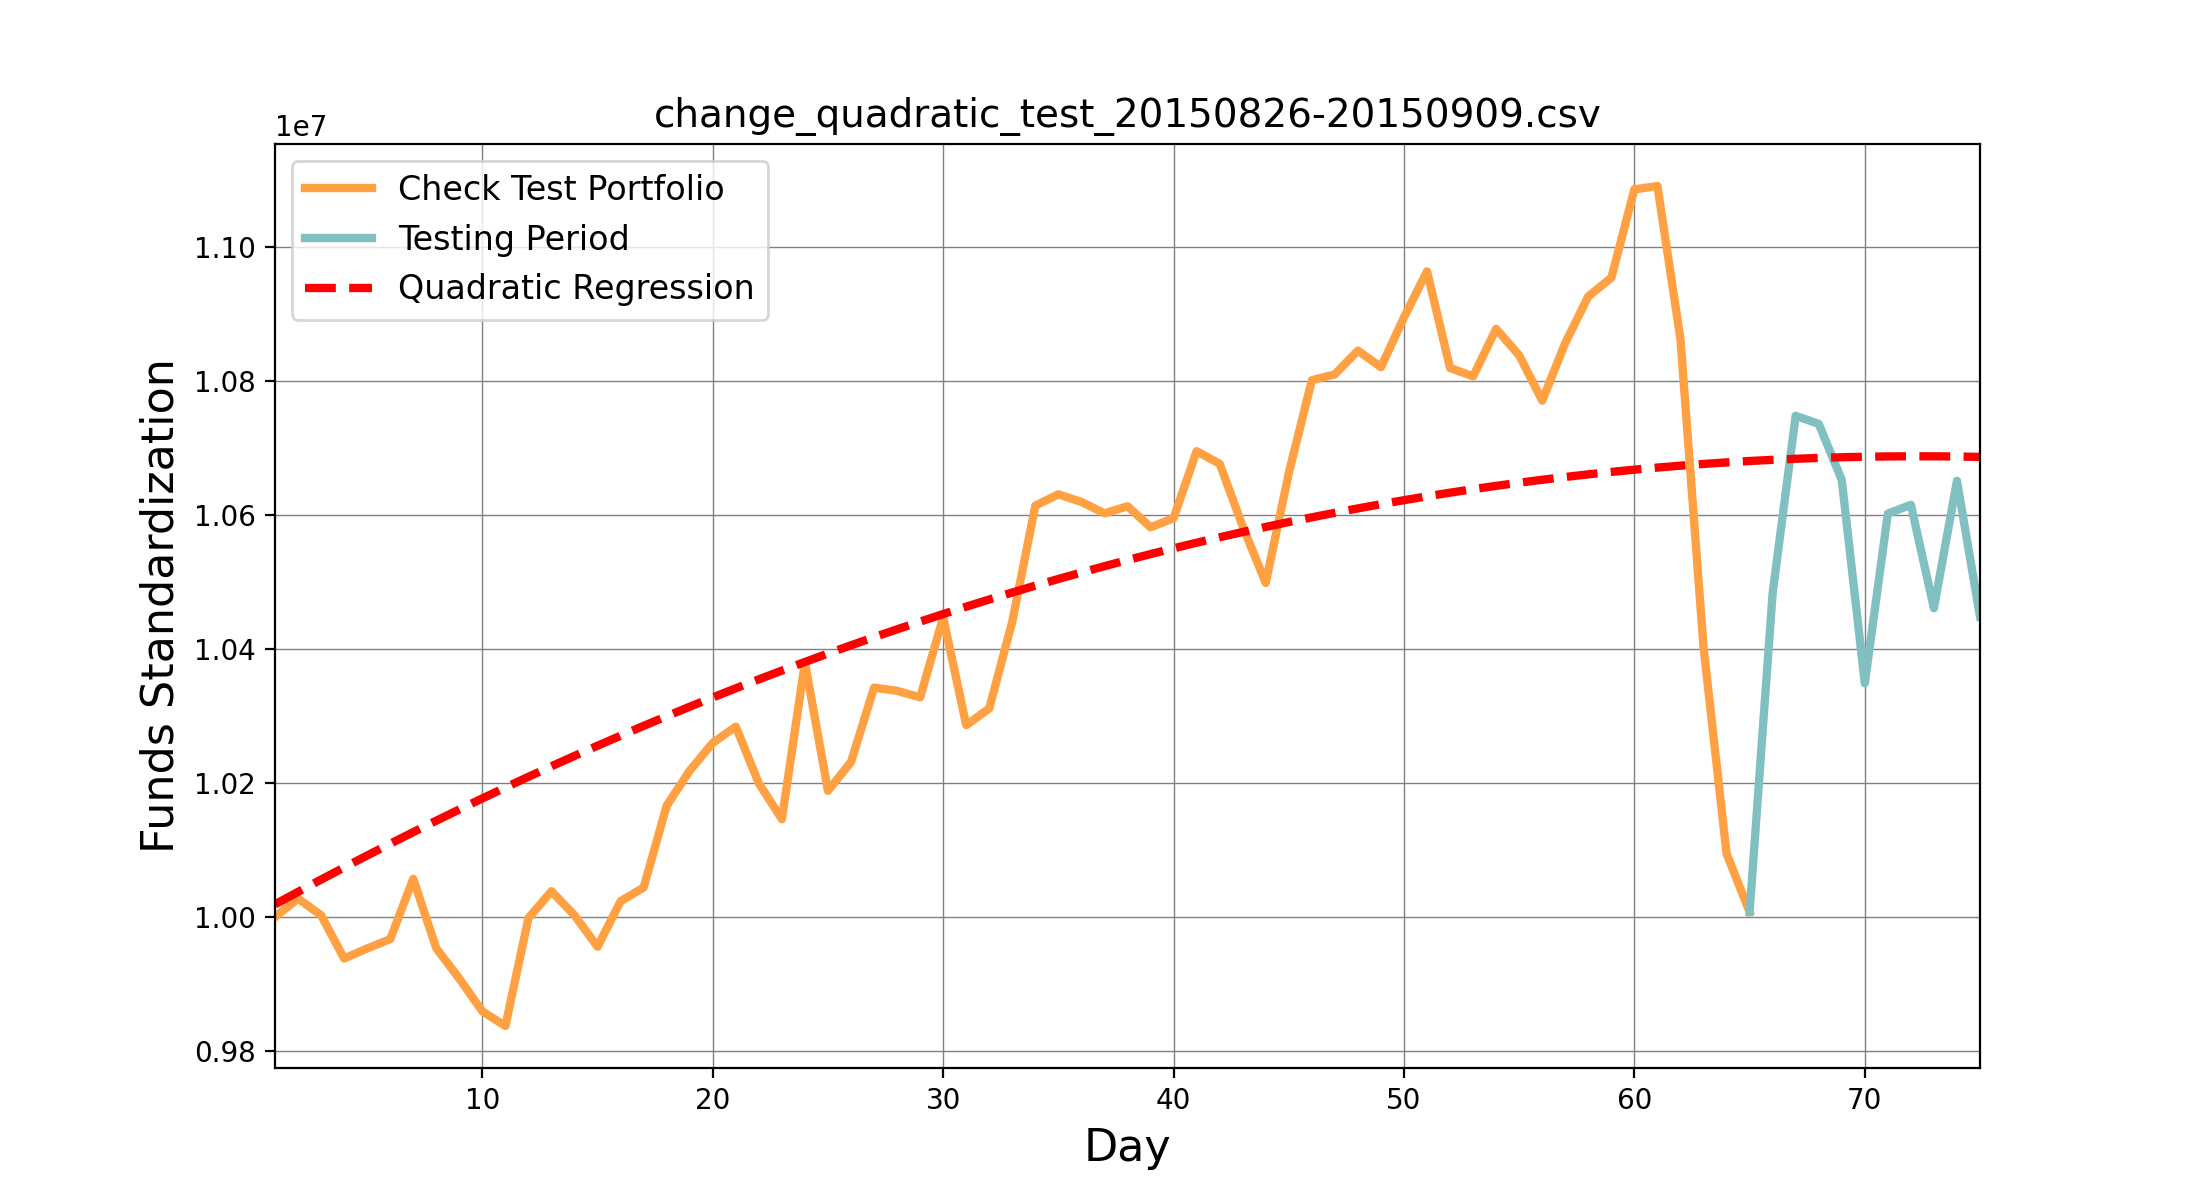 change_quadratic_test_20150826-20150909.csv
1e7
Check Test Portfolio
Testing Period
Quadratic Regression
1.10
1.08
1.06
1.04
1.02
1.00
0.98
Funds Standardization
10 20 30 40 50 60 70
Day